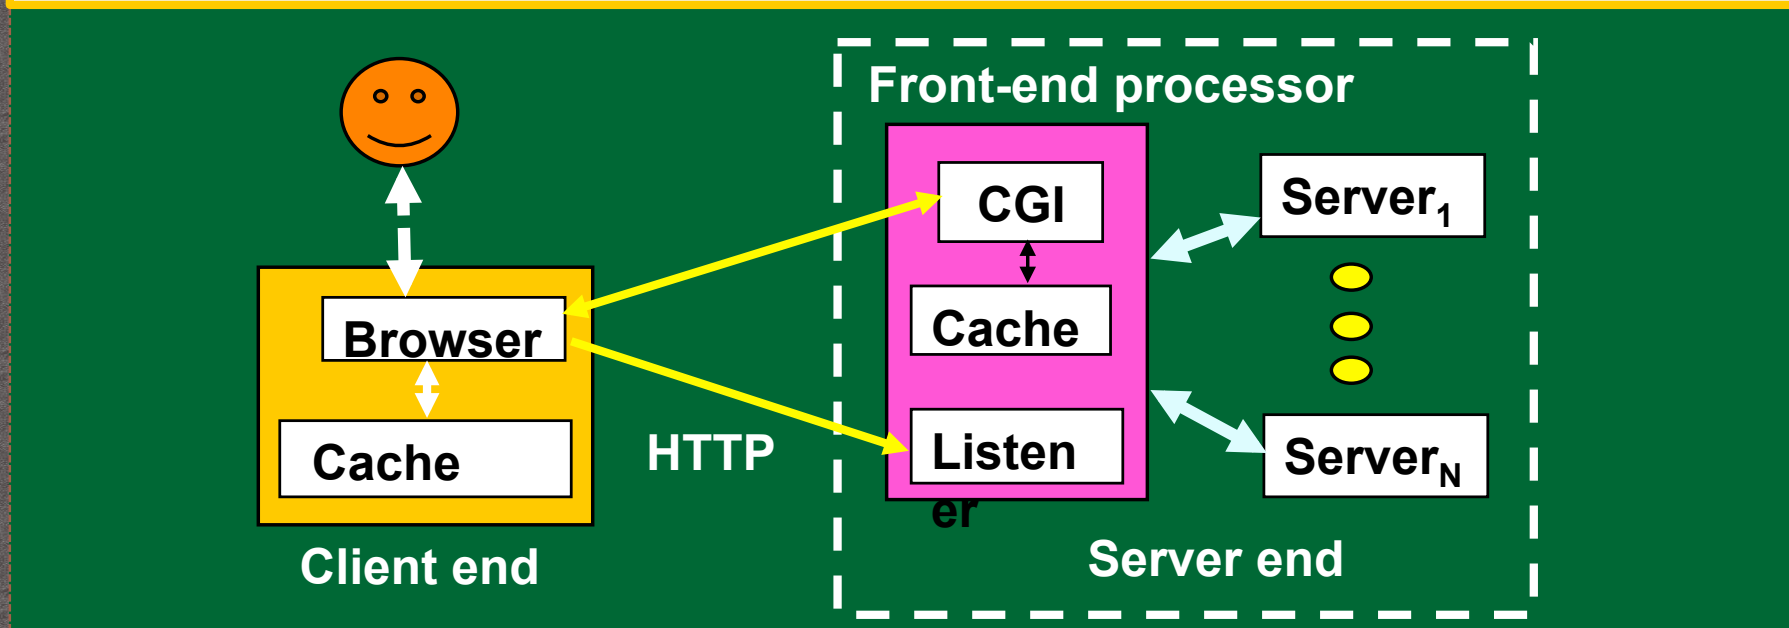 Front-end processor
CGI
Server1
Browser
Cache
Cache
HTTP
Listen
er
ServerN
Client end
Server end